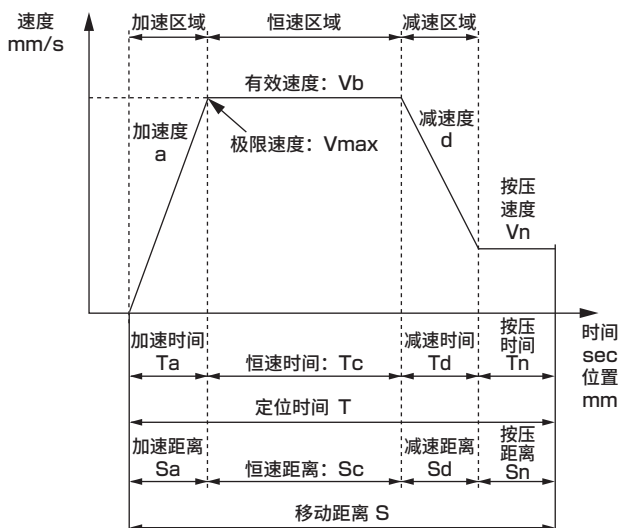 速度
mm/s
加速区域
恒速区域
减速区域
有效速度：Vb
加速度
a
极限速度：Vmax
减速度
d
按压
速度
Vn
时间
sec
位置
mm
加速时间
Ta
恒速时间：Tc
减速时间
Td
按压
时间
Tn
定位时间 T
加速距离
Sa
恒速距离：Sc
减速距离
Sd
按压
距离
Sn
移动距离 S